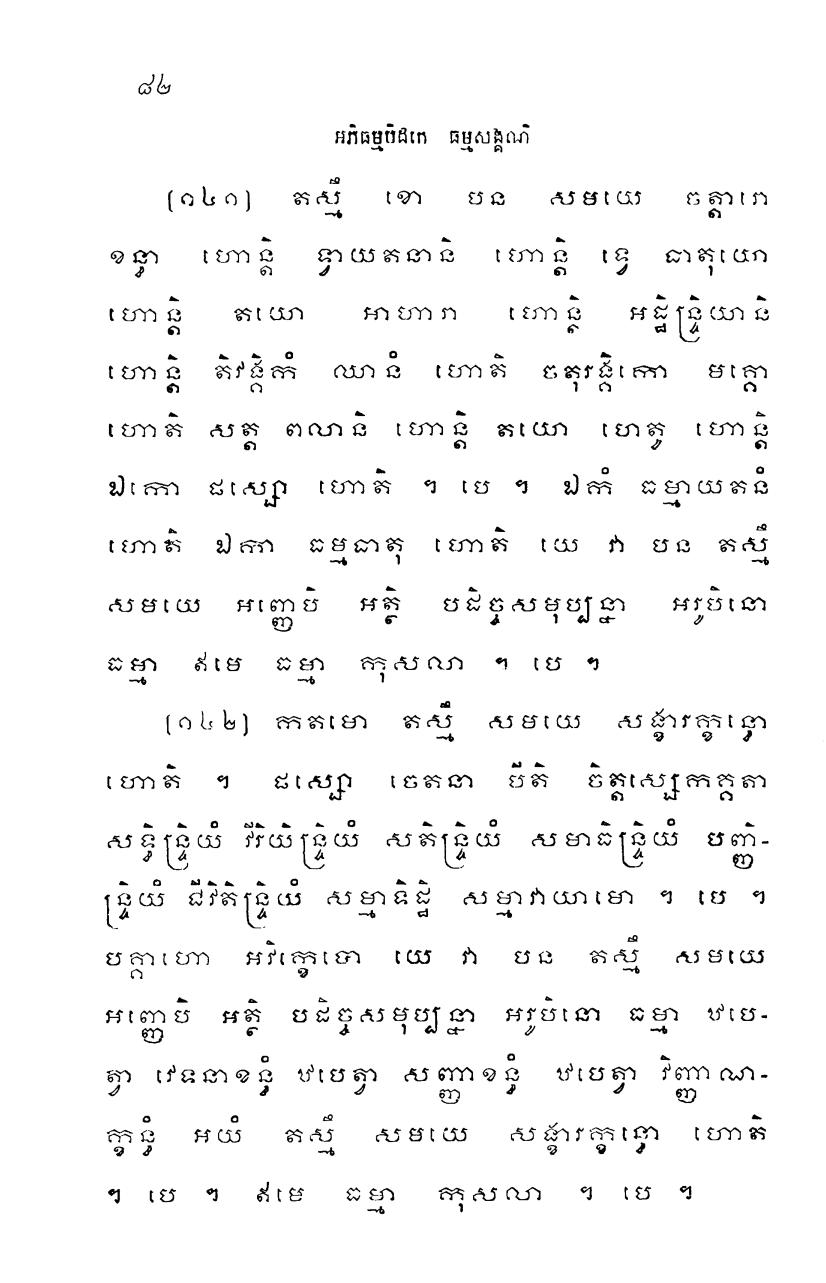 ៨២
អភិធម្មបិដកេ ធម្មសង្គណិ
(១៤១) តស្មឹ ខោ បន សមយេ ចត្តារោ
ខន្ធា ហោន្តិ ទ្វាយតនានិ ហោន្តិ ទ្វេ ធាតុយោ
ហោន្តិ តយោ អាហារា ហោន្តិ អដ្ឋិន្ទ្រិយានិ
ហោន្តិ តិវង្គិកំ ឈានំ ហោតិ ចតុរង្គិកោ មគ្គោ
ហោតិ សត្ត ពលានិ ហោន្តិ តយោ ហេតូ ហោន្តិ
ឯកោ ផស្សោ ហោតិ ។ បេ ។ ឯកំ ធម្មាយតនំ
ហោតិ ឯកា ធម្មធាតុ ហោតិ យេ វា បន តស្មឹ
សមយេ អញ្ញេបិ អត្ថិ បដិច្ចសមុប្បន្នា អរូបិនោ
ធម្មា ឥមេ ធម្មា កុសលា ។ បេ ។
(១៤២) កតមោ តស្មឹ សមយេ សង្ខារក្ខន្ធោ
ហោតិ ។ ផស្សោ ចេតនា បីតិ ចិត្តស្សេកគ្គតា
សទ្ធិន្ទ្រិយំ វីរិយិន្ទ្រិយំ សតិន្ទ្រិយំ សមាធិន្ទ្រិយំ បញ្ញិ-
ន្ទ្រិយំ ជីវិតិន្ទ្រិយំ សម្មាទិដ្ឋិ សម្មាវាយាមោ ។ បេ ។
បគ្គាហោ អវិក្ខេបោ យេ វា បន តស្មឹ សមយេ
អញ្ញេបិ អត្ថិ បដិច្ចសមុប្បន្នា អរូបិនោ ធម្មា ឋបេ-
ត្វា វេទនាខន្ធំ ឋបេត្វា សញ្ញាខន្ធំ ឋបេត្វា វិញ្ញាណ-
ក្ខន្ធំ អយំ តស្មឹ សមយេ សង្ខារក្ខន្ធោ ហោតិ
។ បេ ។ ឥមេ ធម្មា កុសលា ។ បេ ។